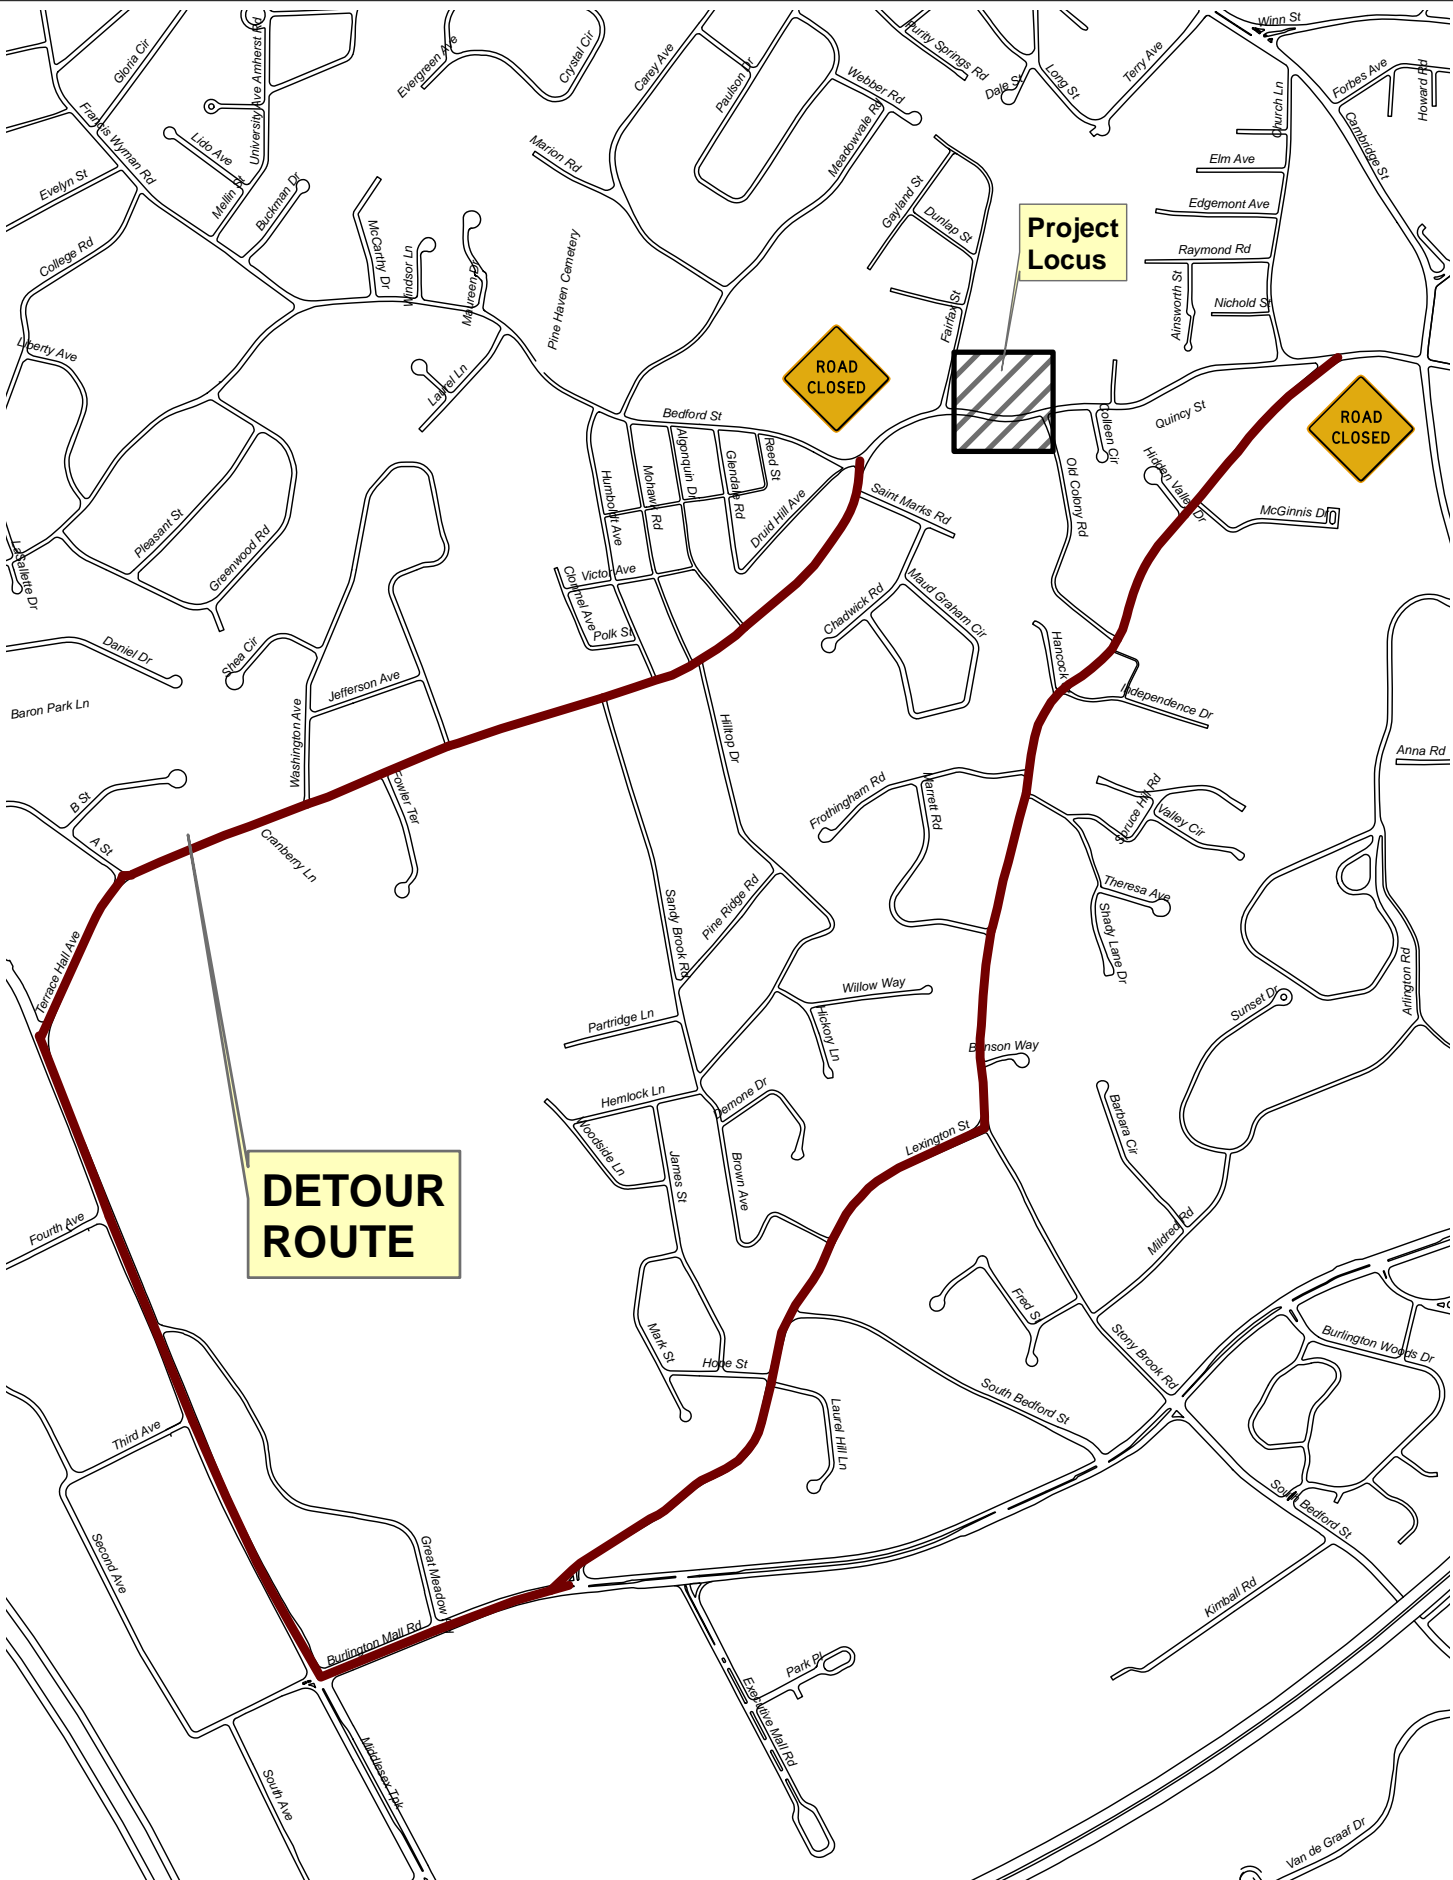 Winn St
Gloria Cir
University Ave
Amherst Rd
Evergreen Ave
Crystal Cir
Carey Ave
Paulson Dr
Webber Rd
Purity Springs Rd
Dale St
Long St
Terry Ave
Forbes Ave
Howard Rd
Church Ln
Cambridge St
Francis Wyman Rd
Lido Ave
Mellin St
Buckman Dr
Evelyn St
College Rd
Marion Rd
Meadowvale Rd
Elm Ave
Edgemont Ave
Raymond Rd
Nichold St
Ainsworth St
Gayland St
Dunlap St
Fairfax St
Project
Locus
McCarthy Dr
Windsor Ln
Maureen Dr
Pine Haven Cemetery
Liberty Ave
Laurel Ln
ROAD
CLOSED
Bedford St
Colleen Cir
Quincy St
ROAD
CLOSED
Humboldt Ave
Mohawk Rd
Algonquin Dr
Glendale Rd
Reed St
Druid Hill Ave
Saint Marks Rd
Old Colony Rd
Hidden Valley Dr
McGinnis Dr
Pleasant St
Greenwood Rd
LaSallette Dr
Clonmel Ave
Victor Ave
Polk St
Chadwick Rd
Maud Graham Cir
Hancock
Independence Dr
Daniel Dr
Shea Cir
Jefferson Ave
Washington Ave
Baron Park Ln
Hilltop Dr
Anna Rd
B St
A St
Fowler Ter
Cranberry Ln
Frothingham Rd
Marrett Rd
Spruce Hill Rd
Valley Cir
Theresa Ave
Shady Lane Dr
Sandy Brook Rd
Pine Ridge Rd
Terrace Hall Ave
Willow Way
Hickory Ln
Partridge Ln
Sunset Dr
Arlington Rd
Benson Way
Hemlock Ln
Demone Dr
Woodside Ln
James St
Brown Ave
Lexington St
Barbara Cir
Mildred Rd
DETOUR
ROUTE
Fourth Ave
Fred St
Stony Brook Rd
Mark St
Hope St
Burlington Woods Dr
South Bedford St
Laurel Hill Ln
Third Ave
Second Ave
Great Meadow
South Bedford St
Kimball Rd
Burlington Mall Rd
Park Pl
Executive Mall Rd
Middlesex Tpk
South Ave
Van de Graaf Dr